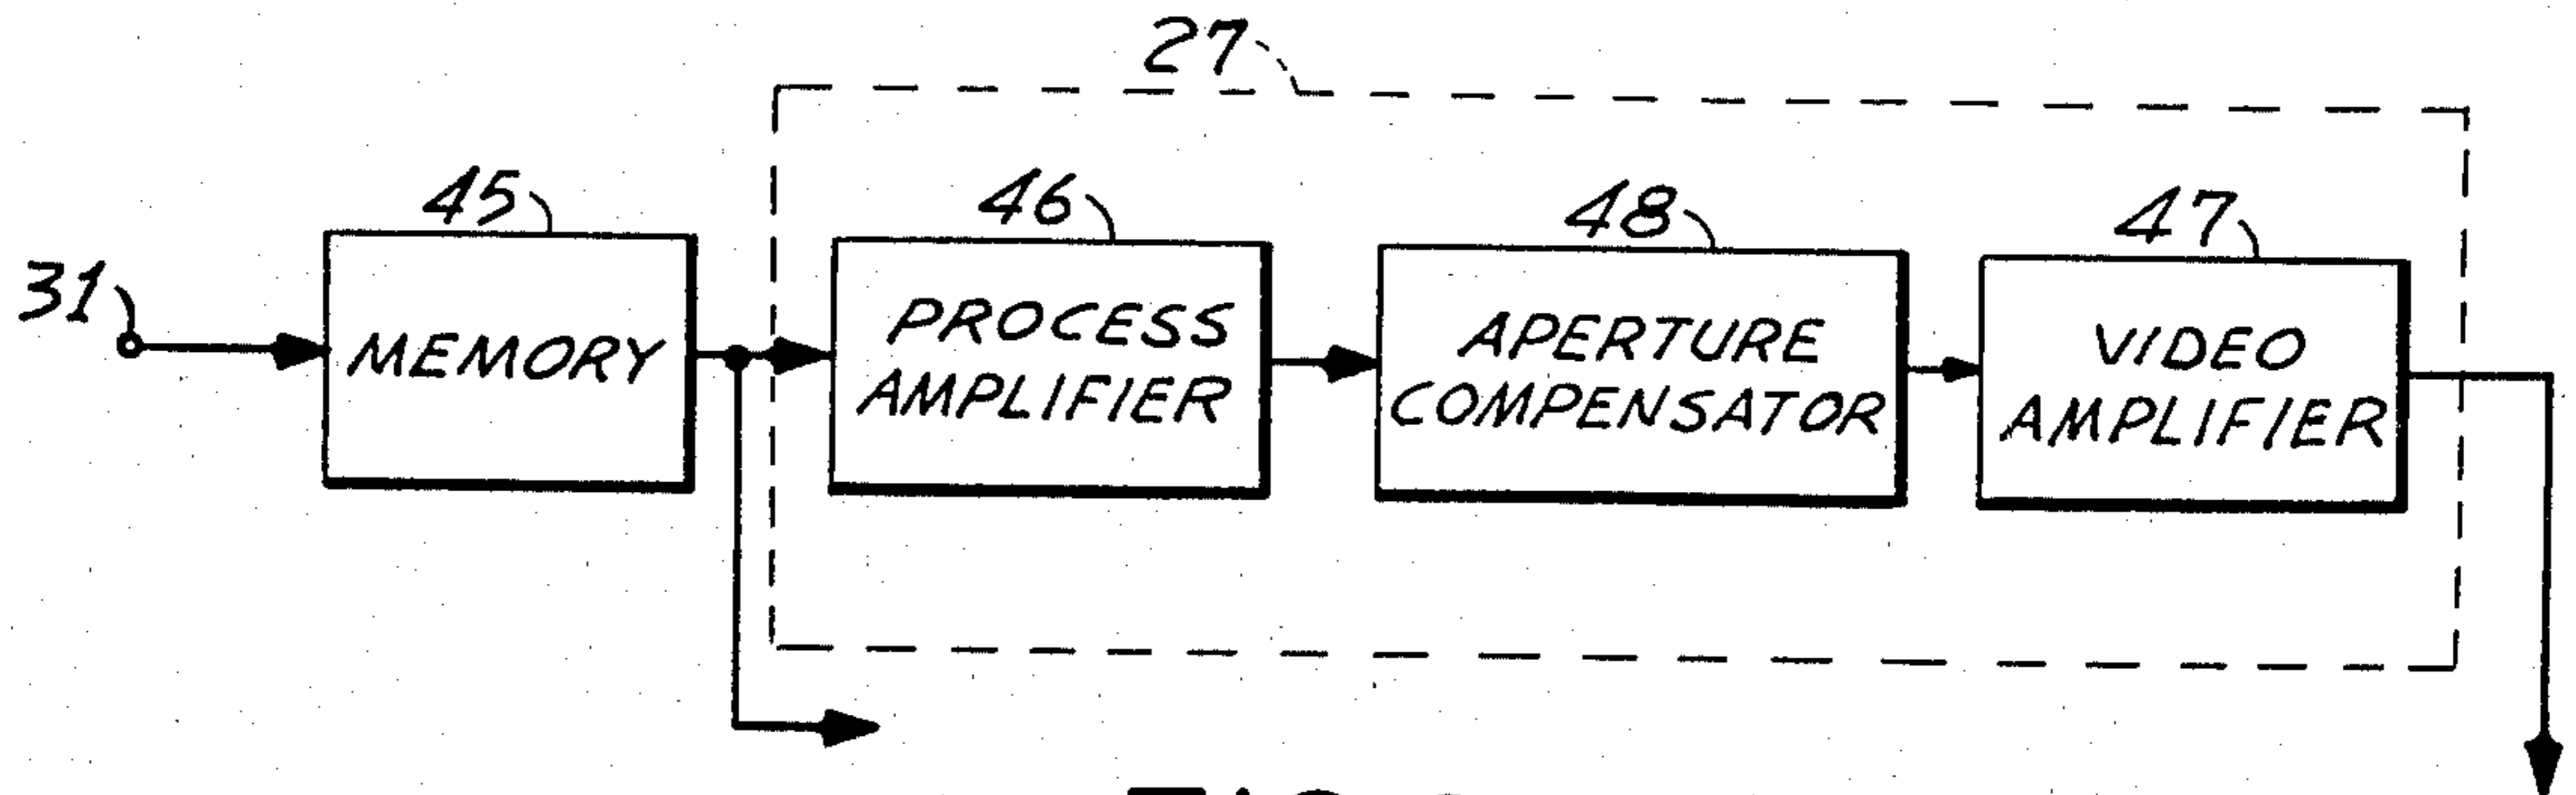 27
45
46
48
47
31
MEMORY
PROCESS
AMPLIFIER
APERTURE
COMPENSATOR
VIDEO
AMPLIFIER